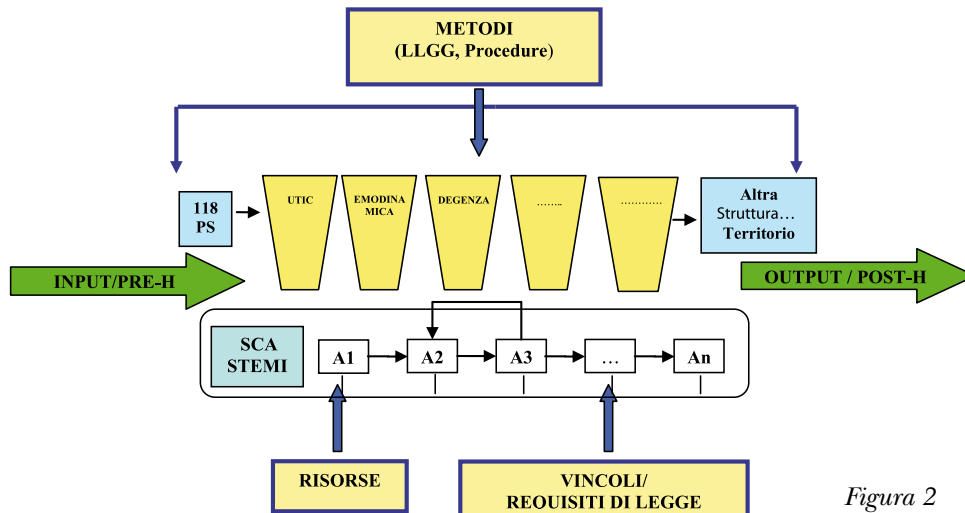 METODI
(LLGG, Procedure)
118
PS
UTIC
EMODINA
MICA
DEGENZA
……..
…………
Altra
Struttura…
Territorio
INPUT/PRE-H
OUTPUT / POST-H
SCA
STEMI
A1
A2
A3
…
An
RISORSE
VINCOLI/
REQUISITI DI LEGGE
Figura 2